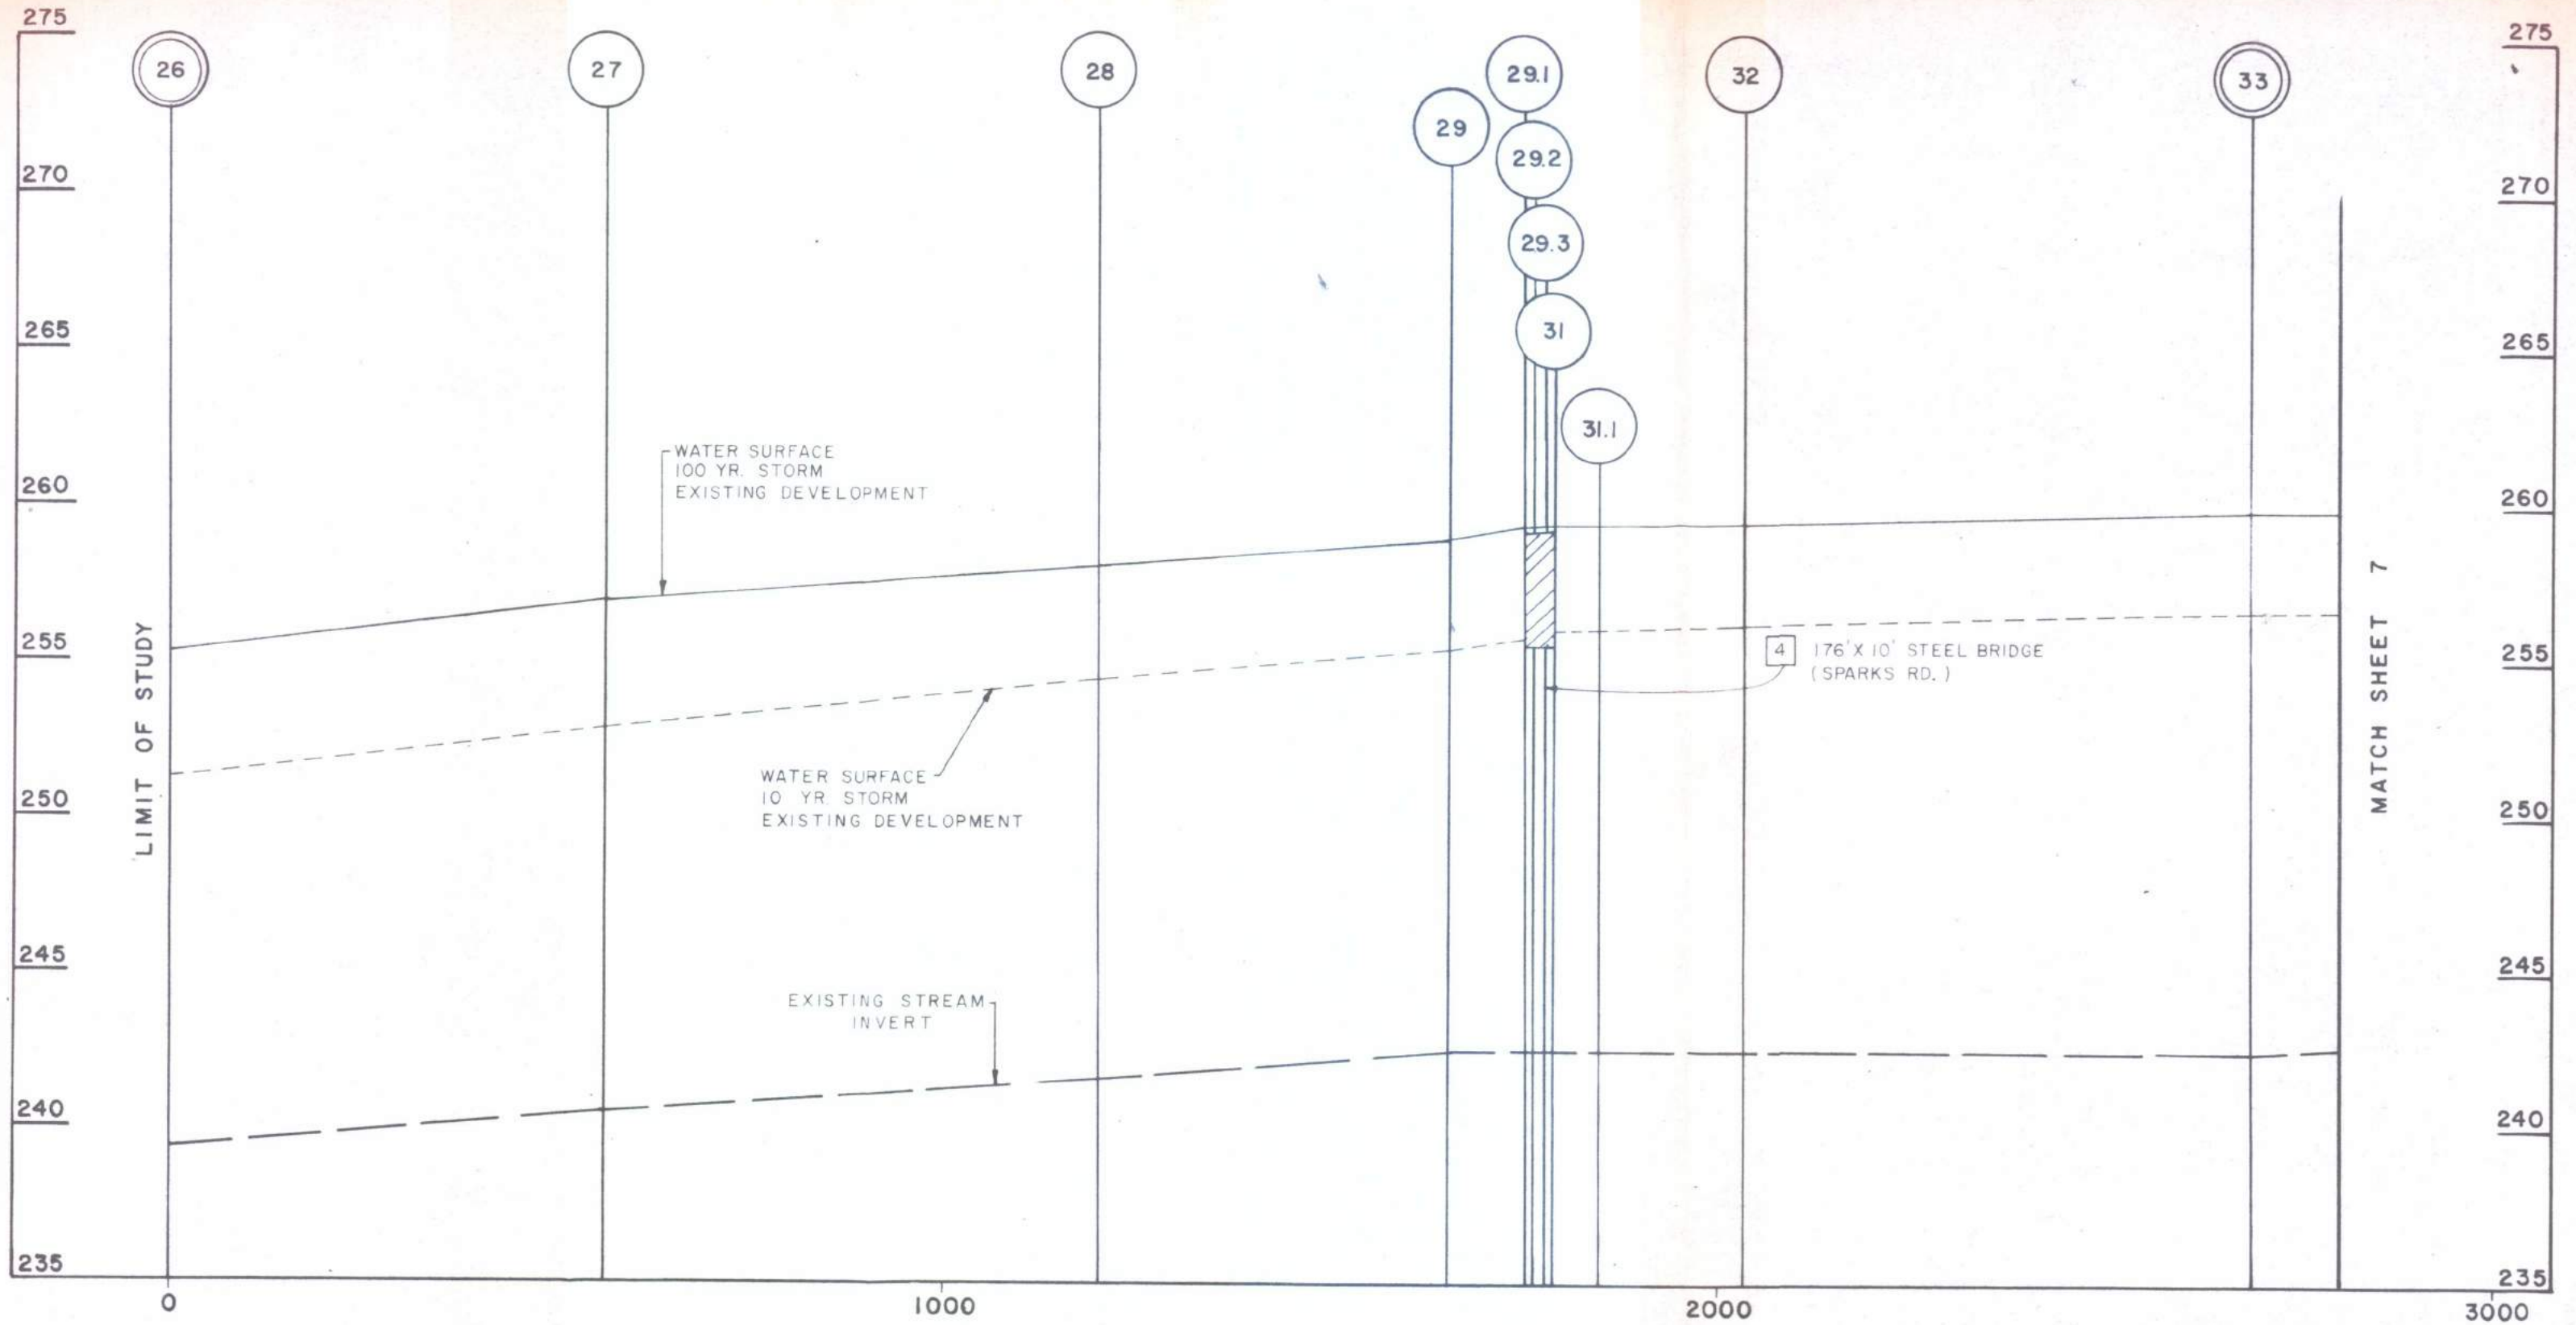 275
270
265
260
255
250
245
240
235
26
27
28
29
29.1
29.2
29.3
31
31.1
32
33
275
270
265
260
255
250
245
240
235
WATER SURFACE
100 YR. STORM
EXISTING DEVELOPMENT
LIMIT OF STUDY
WATER SURFACE
10 YR. STORM
EXISTING DEVELOPMENT
EXISTING STREAM
INVERT
4 176'X 10' STEEL BRIDGE
(SPARKS RD.)
MATCH SHEET 7
0
1000
2000
3000